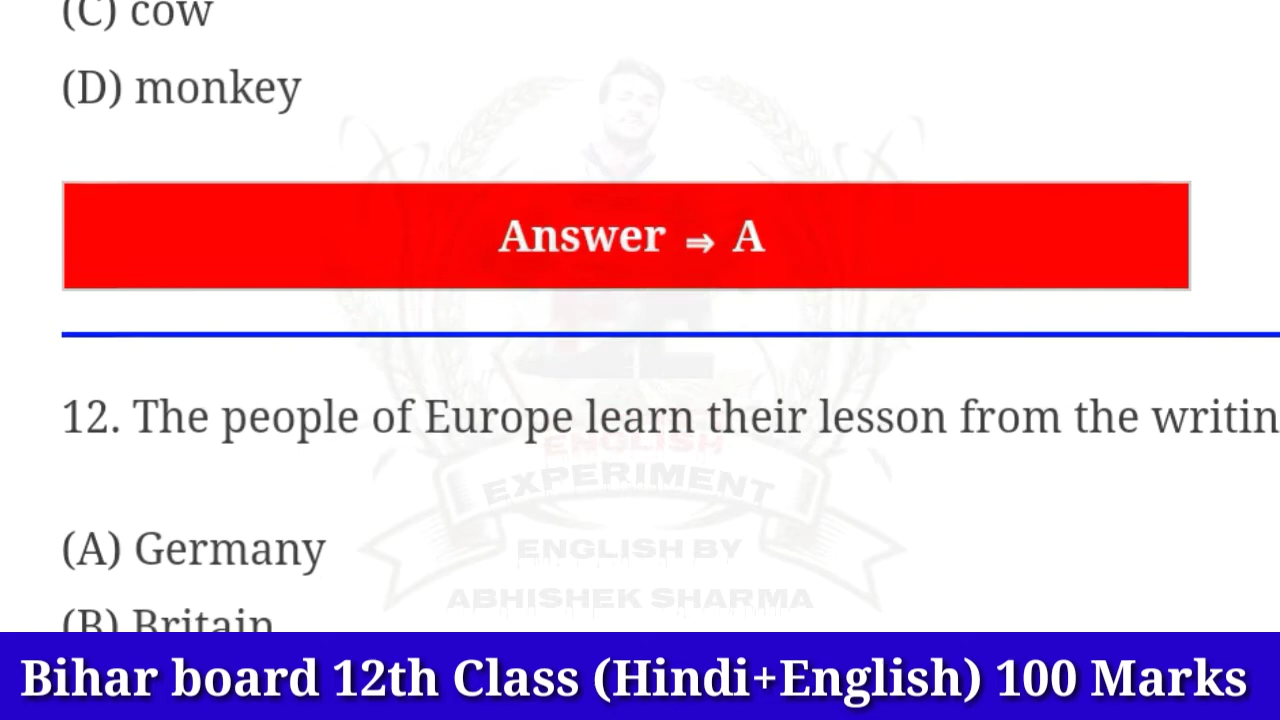 (C) cow
(D) monkey
Answer ⇒ A
12. The people of Europe learn their lesson from the writin
ENGLISH
EXPERIMENT
(A) Germany
ENGLISH BY
ABHISHEK SHARMA
(B) Britain
Bihar board 12th Class (Hindi+English) 100 Marks